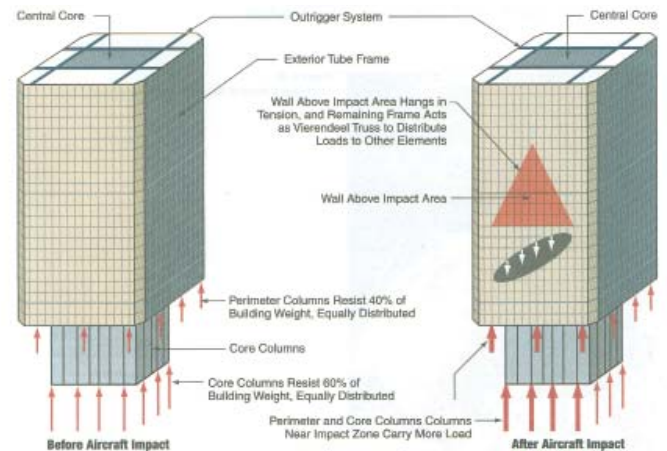 Central Core
Outrigger System
Central Core
Exterior Tube Frame
Wall Above Impact Area Hangs in
Tension, and Remaining Frame Acts
as Vierendeel Truss to Distribute
Loads to Other Elements
Wall Above Impact Area
Perimeter Columns Resist 40% of
Building Weight, Equally Distributed
Core Columns
Core Columns Resist 60% of
Building Weight, Equally Distributed
Perimeter and Core Columns Columns
Near Impact Zone Carry More Load
Before Aircraft Impact
After Aircraft Impact